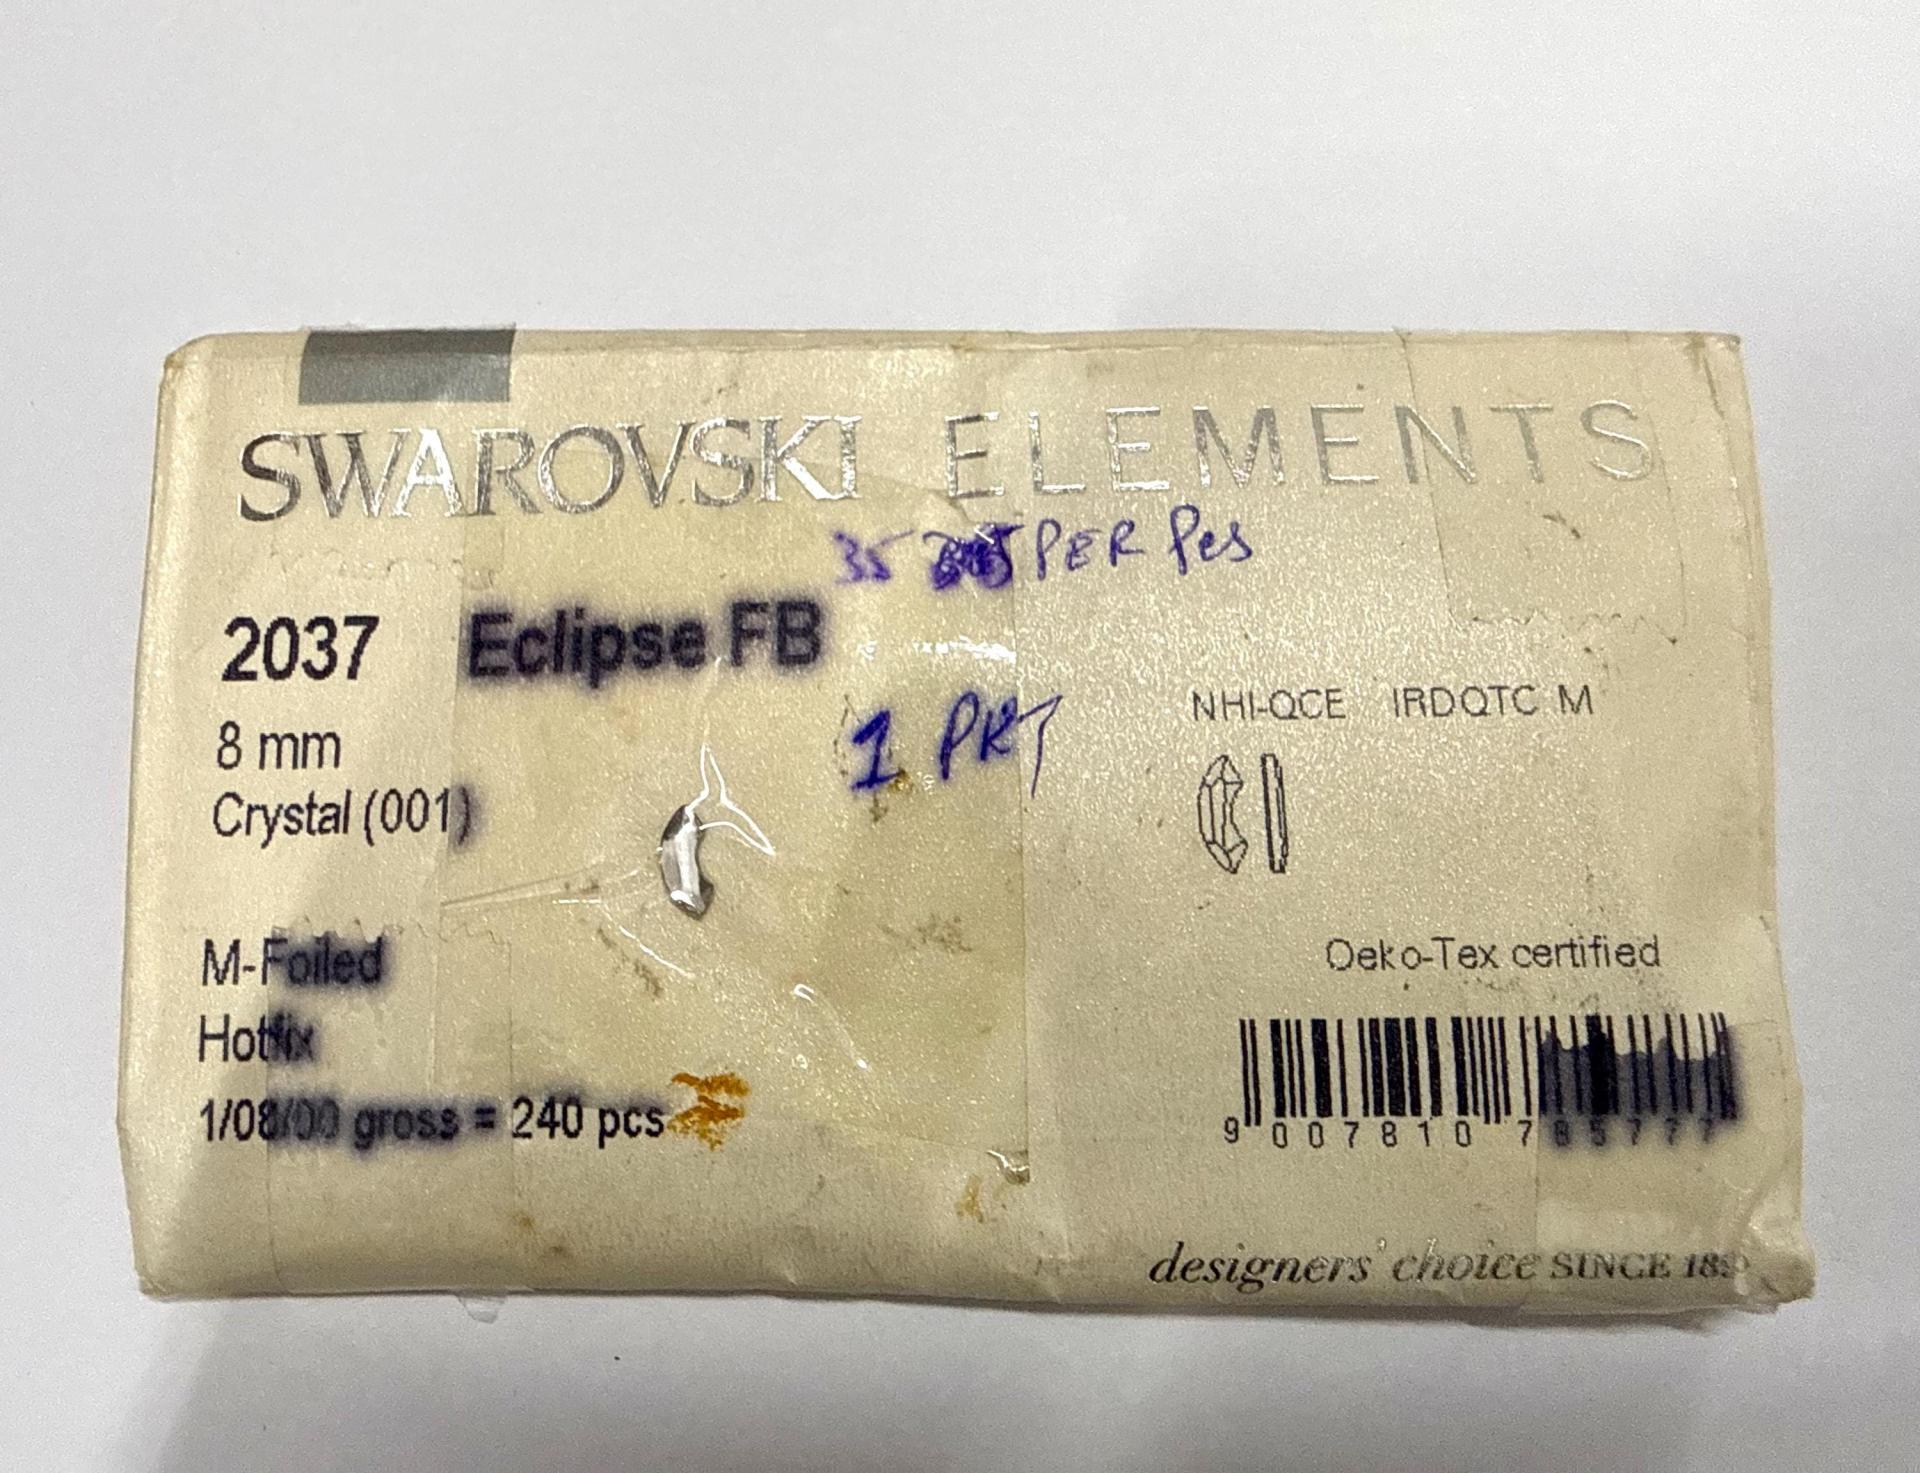 SWAROVSKI ELEMENTS
35 PER Pcs
2037 Eclipse FB
1 PKT
8 mm
Crystal (001)
NHI-QCE IRDQTC M
M-Foiled
Hotfix
1/08/00 gross = 240 pcs
Oeko-Tex certified
9 007810 785777
designers' choice SINCE 189